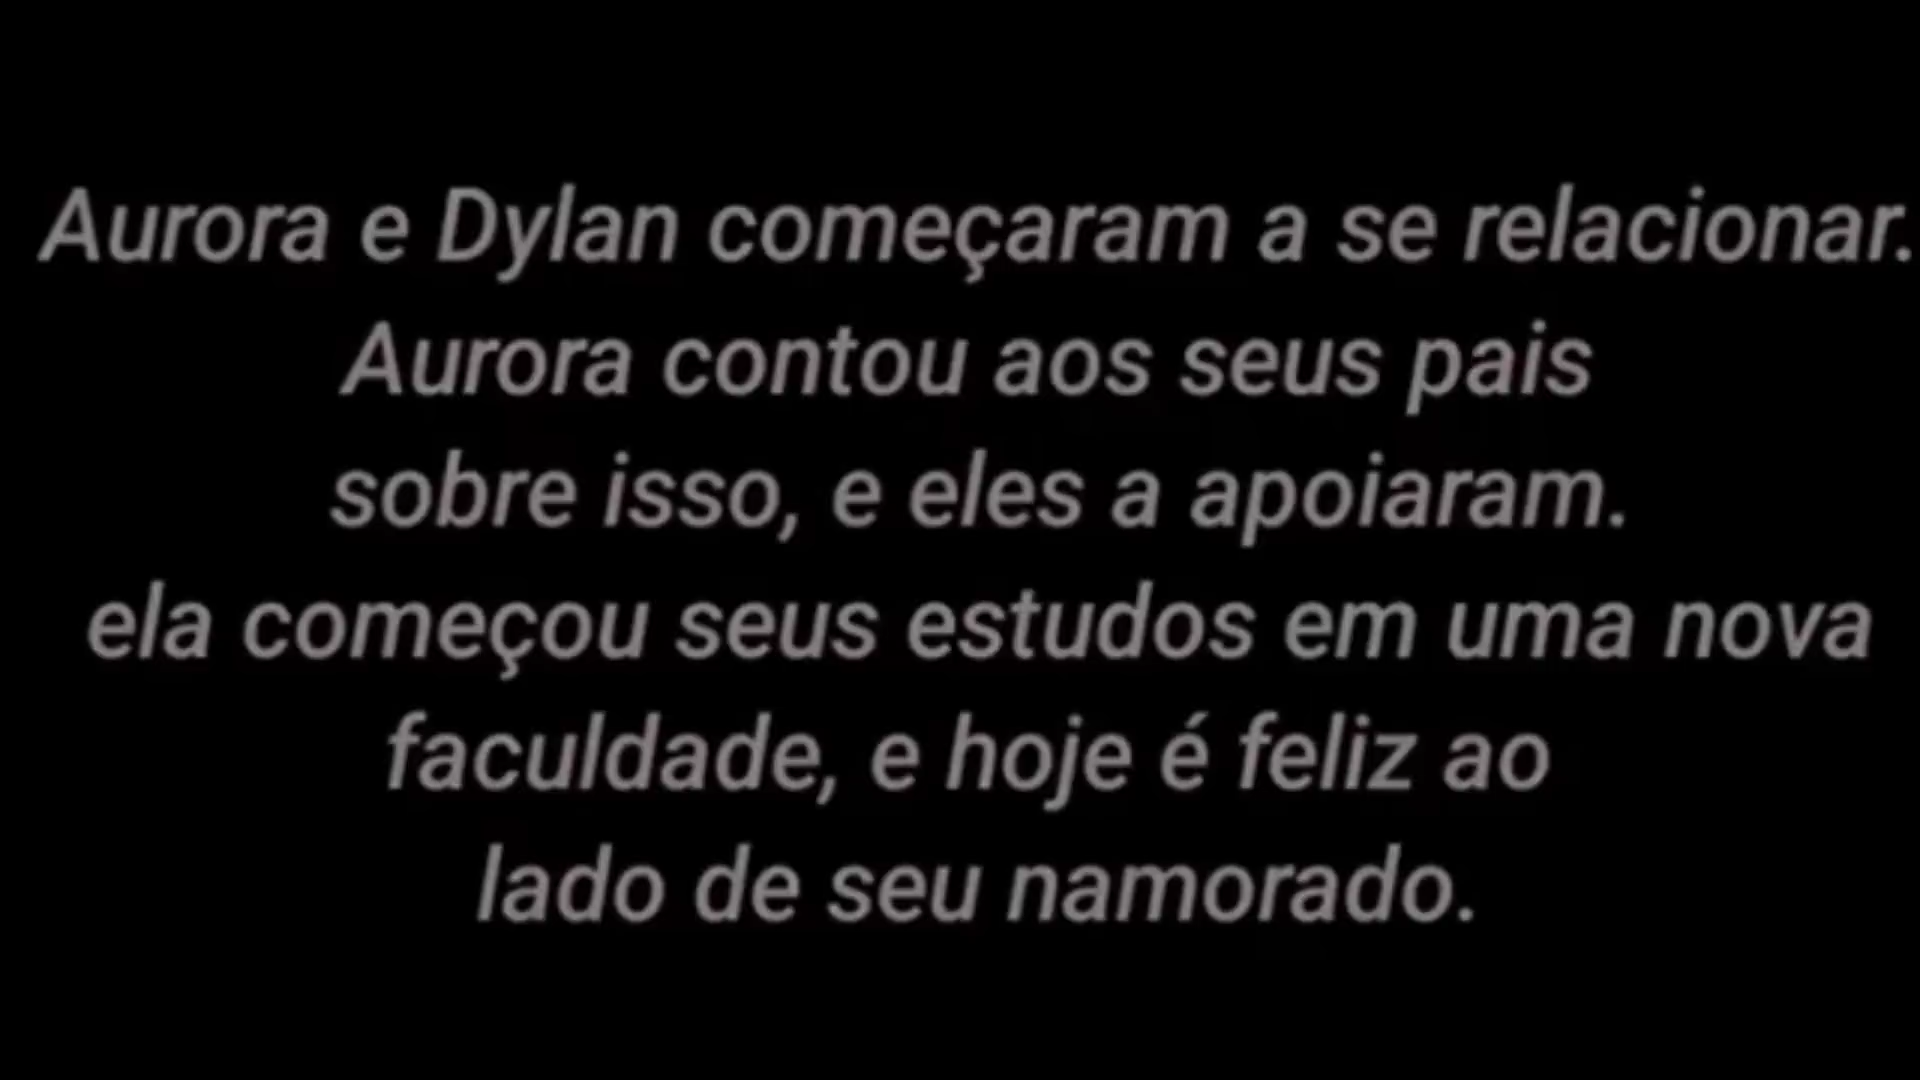 Aurora e Dylan começaram a se relacionar.
Aurora contou aos seus pais
sobre isso, e eles a apoiaram.
ela começou seus estudos em uma nova
faculdade, e hoje é feliz ao
lado de seu namorado.